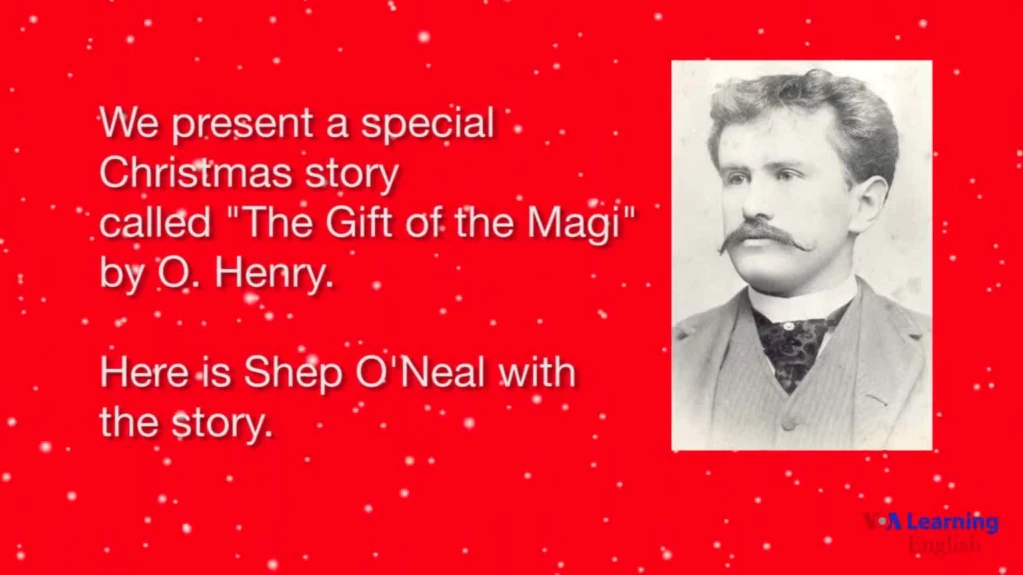 We present a special
Christmas story
called "The Gift of the Magi"
by O. Henry.
Here is Shep O'Neal with
the story.
VOA Learning
English